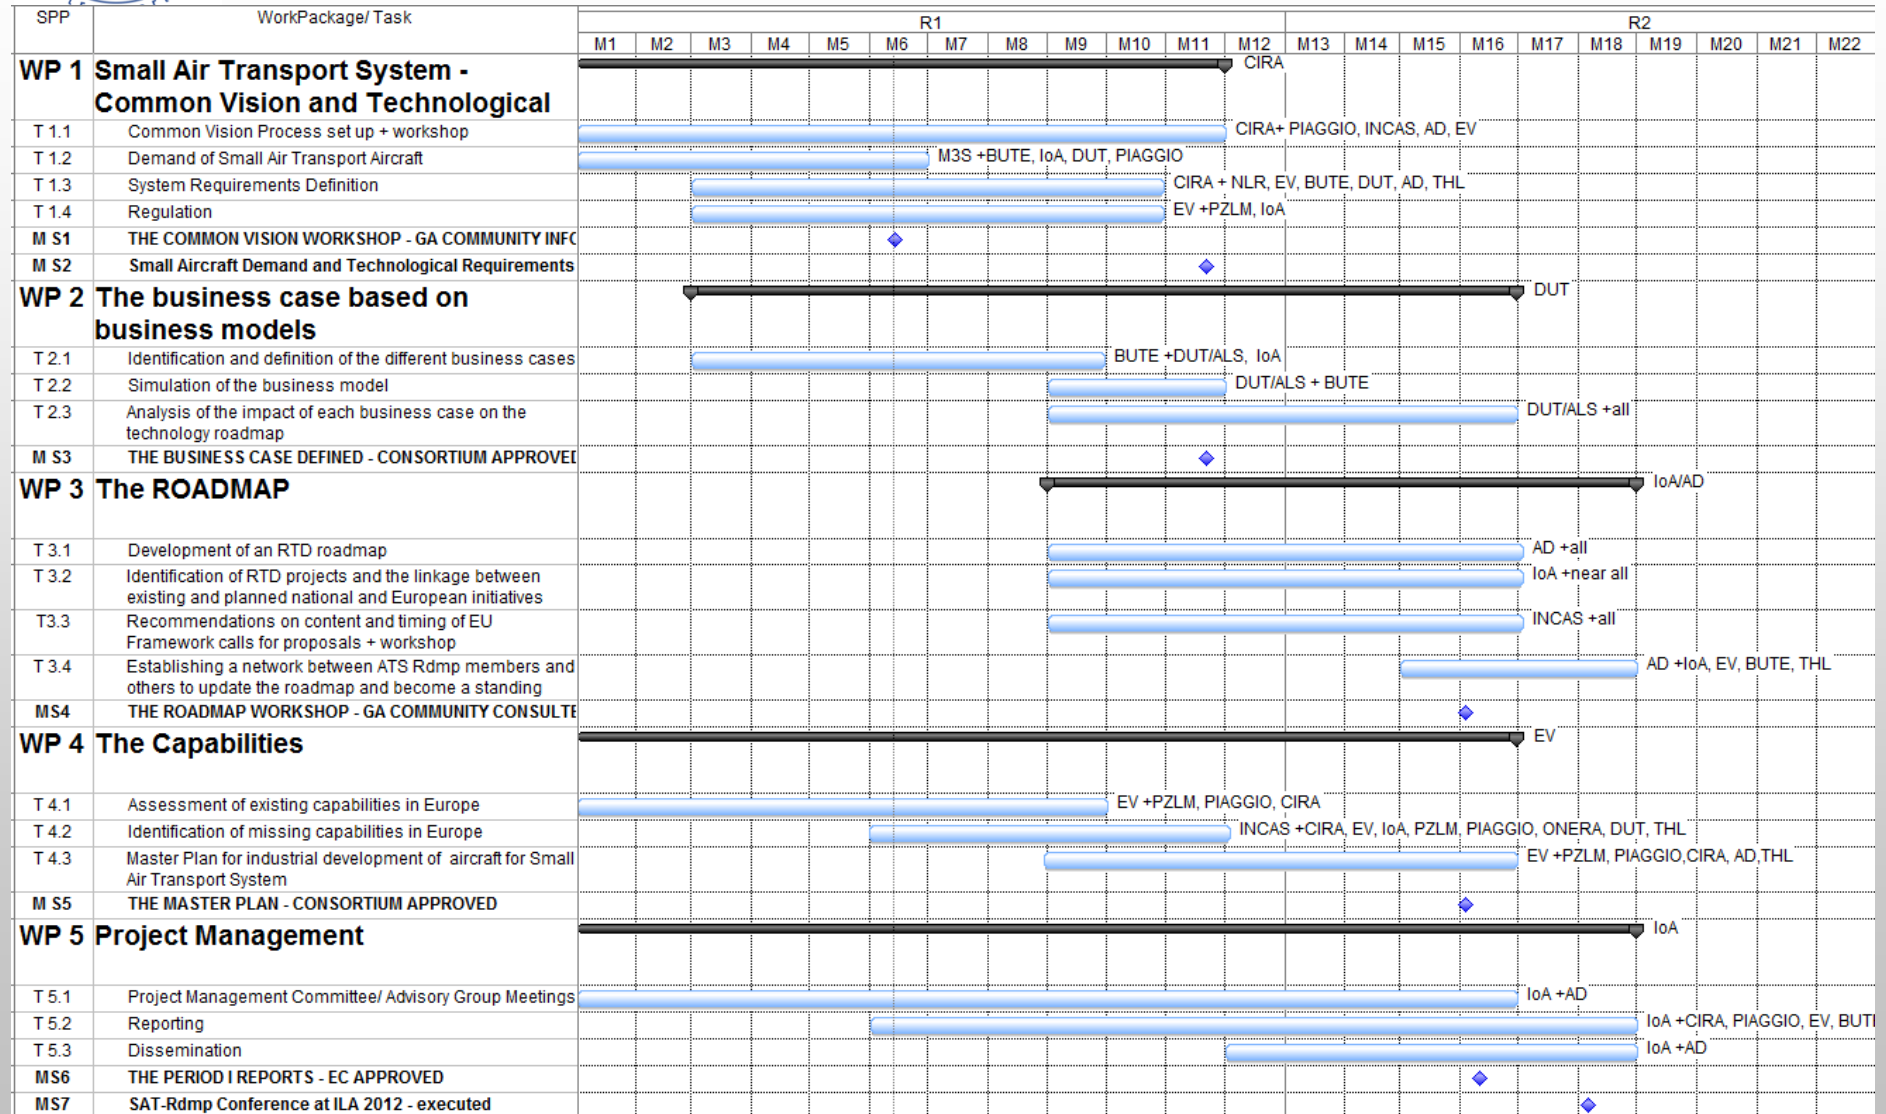 SPP WorkPackage/ Task R1 R2
M1 M2 M3 M4 M5 M6 M7 M8 M9 M10 M11 M12 M13 M14 M15 M16 M17 M18 M19 M20 M21 M22
WP 1 Small Air Transport System - CIRA
Common Vision and Technological
T 1.1 Common Vision Process set up + workshop CIRA+ PIAGGIO, INCAS, AD, EV
T 1.2 Demand of Small Air Transport Aircraft M3S +BUTE, IoA, DUT, PIAGGIO
T 1.3 System Requirements Definition CIRA + NLR, EV, BUTE, DUT, AD, THL
T 1.4 Regulation EV +PZLM, IoA
M S1 THE COMMON VISION WORKSHOP - GA COMMUNITY INFO
M S2 Small Aircraft Demand and Technological Requirements
WP 2 The business case based on DUT
business models
T 2.1 Identification and definition of the different business cases BUTE +DUT/ALS, IoA
T 2.2 Simulation of the business model DUT/ALS + BUTE
T 2.3 Analysis of the impact of each business case on the DUT/ALS +all
technology roadmap
M S3 THE BUSINESS CASE DEFINED - CONSORTIUM APPROVED
WP 3 The ROADMAP IoA/AD
T 3.1 Development of an RTD roadmap AD +all
T 3.2 Identification of RTD projects and the linkage between IoA +near all
existing and planned national and European initiatives
T3.3 Recommendations on content and timing of EU INCAS +all
Framework calls for proposals + workshop
T 3.4 Establishing a network between ATS Rdmp members and AD +IoA, EV, BUTE, THL
others to update the roadmap and become a standing
MS4 THE ROADMAP WORKSHOP - GA COMMUNITY CONSULTE
WP 4 The Capabilities EV
T 4.1 Assessment of existing capabilities in Europe EV +PZLM, PIAGGIO, CIRA
T 4.2 Identification of missing capabilities in Europe INCAS +CIRA, EV, IoA, PZLM, PIAGGIO, ONERA, DUT, THL
T 4.3 Master Plan for industrial development of aircraft for Small EV +PZLM, PIAGGIO,CIRA, AD,THL
Air Transport System
M S5 THE MASTER PLAN - CONSORTIUM APPROVED
WP 5 Project Management IoA
T 5.1 Project Management Committee/ Advisory Group Meetings IoA +AD
T 5.2 Reporting IoA +CIRA, PIAGGIO, EV, BUTE
T 5.3 Dissemination IoA +AD
MS6 THE PERIOD I REPORTS - EC APPROVED
MS7 SAT-Rdmp Conference at ILA 2012 - executed